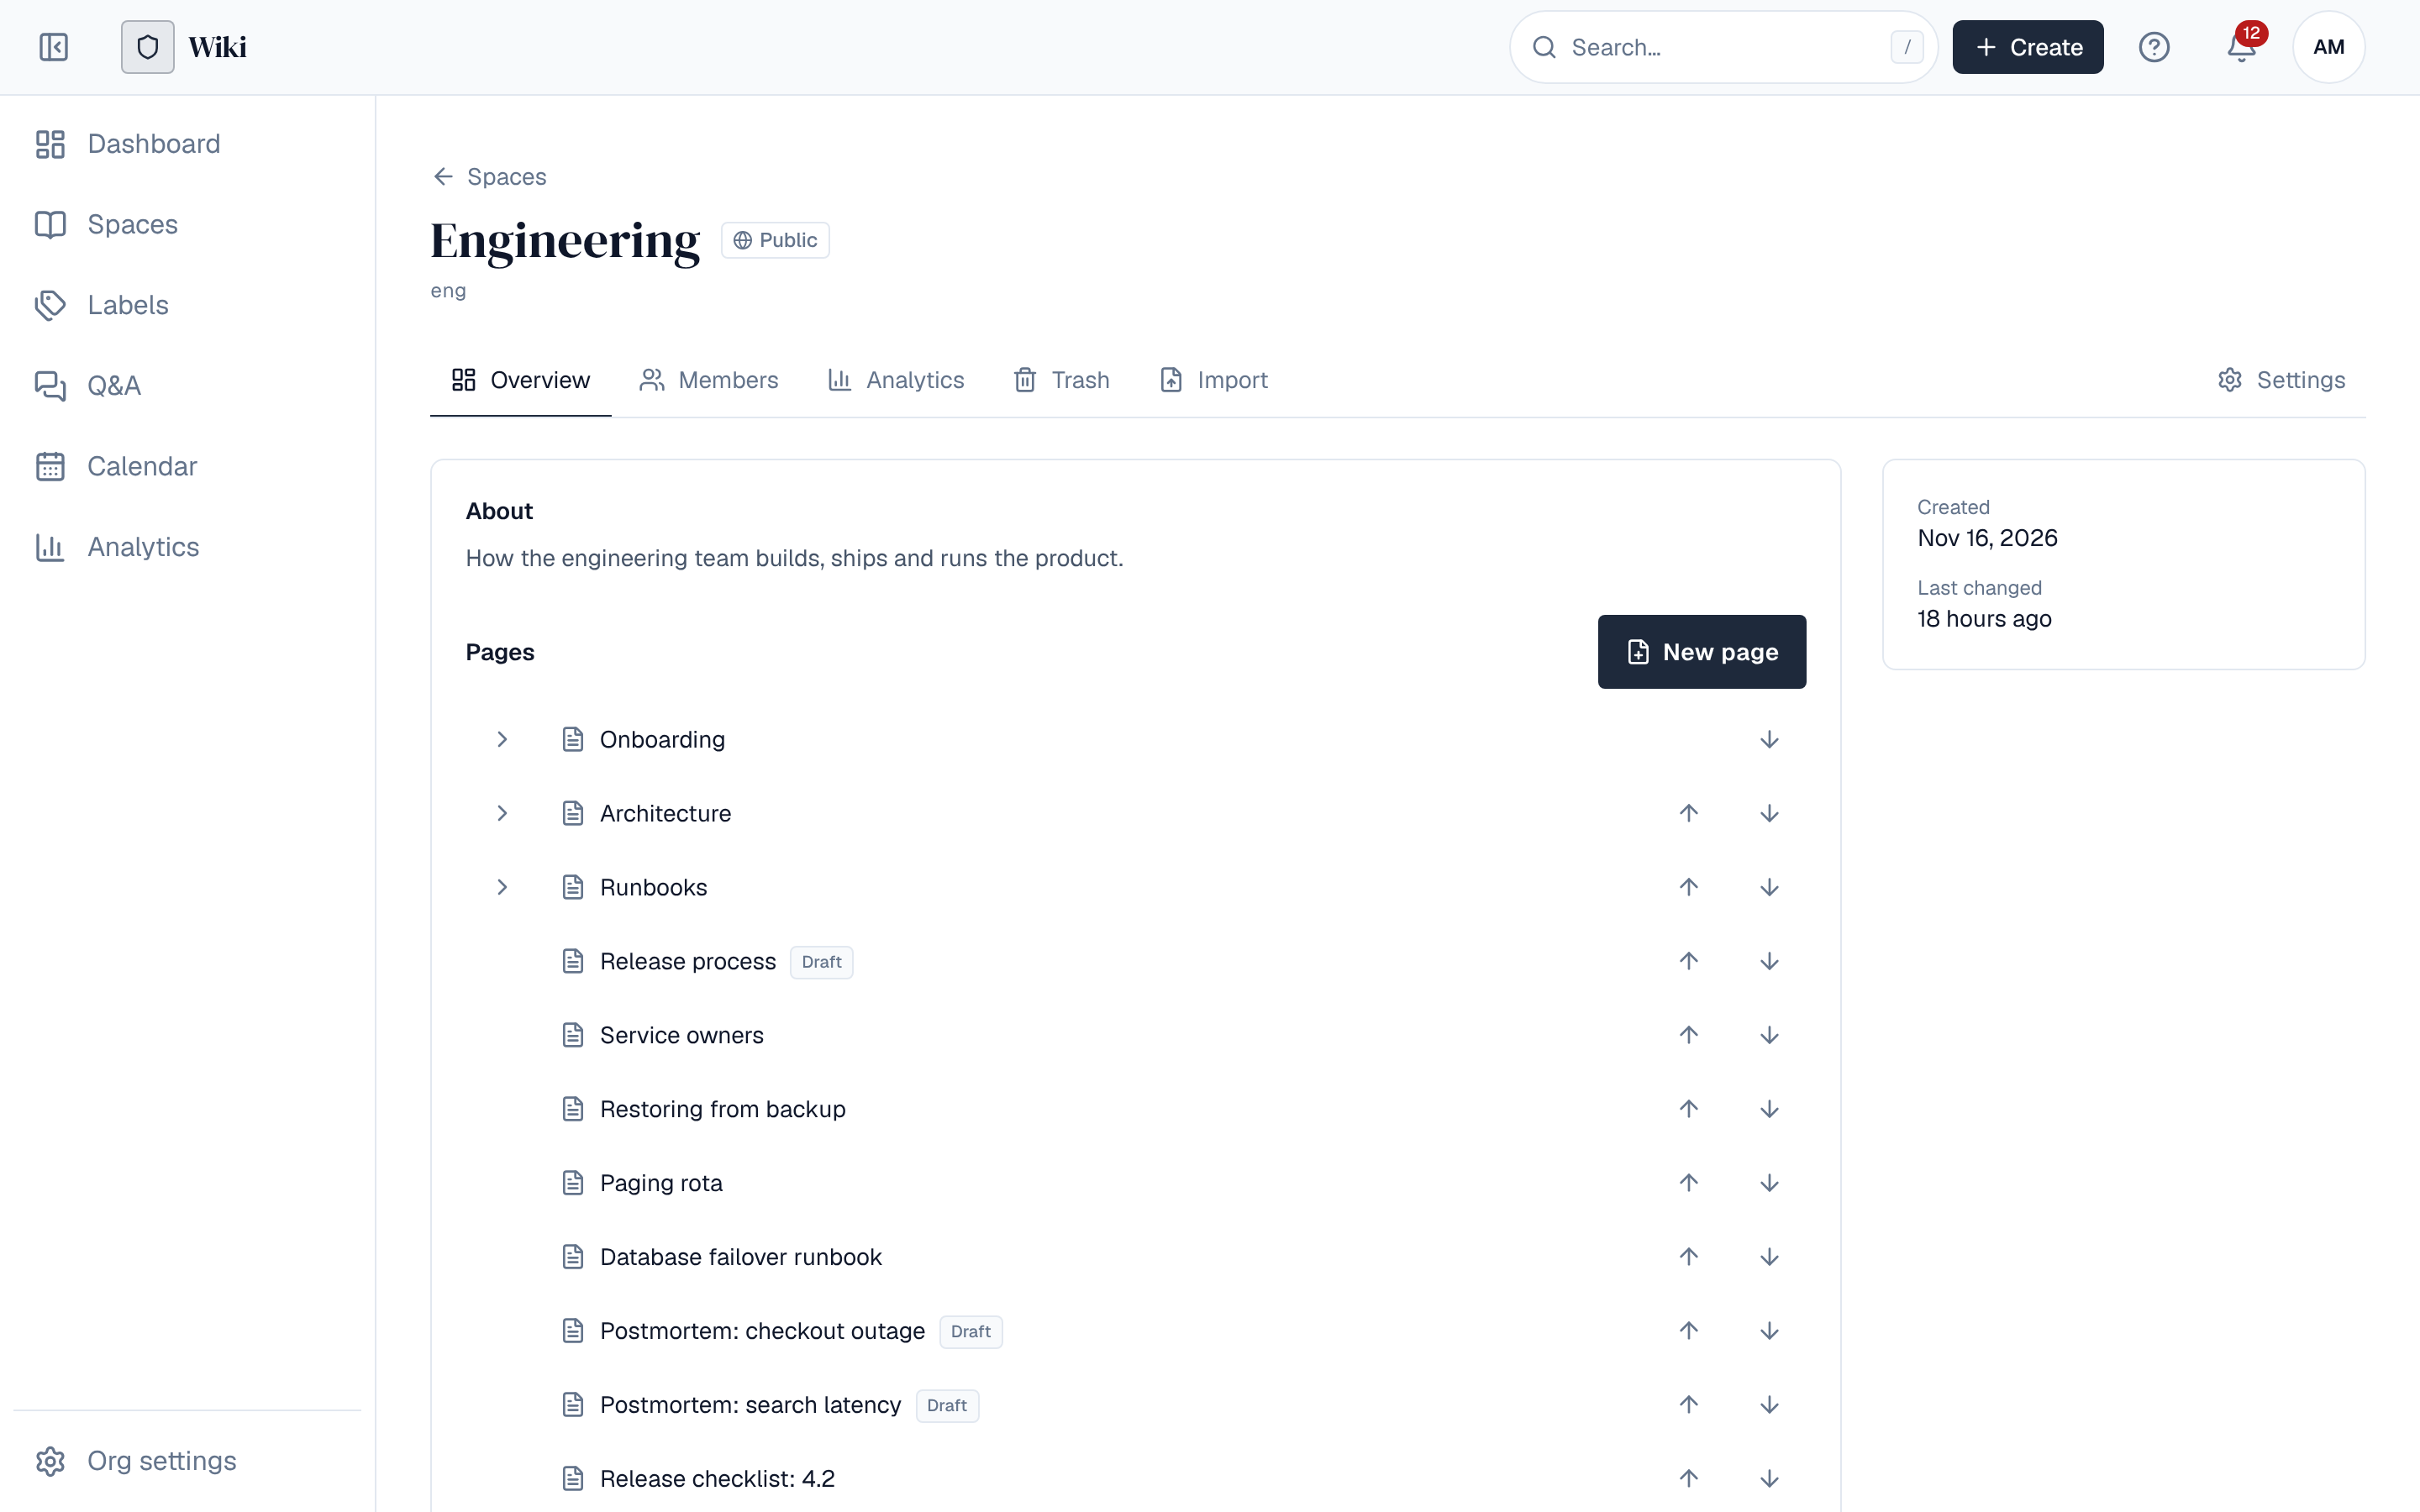 Wiki
Search...
/
Create
12
AM
Dashboard
Spaces
Labels
Q&A
Calendar
Analytics
Org settings
Spaces
Engineering
Public
eng
Overview
Members
Analytics
Trash
Import
Settings
About
How the engineering team builds, ships and runs the product.
Pages
New page
Onboarding
Architecture
Runbooks
Release process Draft
Service owners
Restoring from backup
Paging rota
Database failover runbook
Postmortem: checkout outage Draft
Postmortem: search latency Draft
Release checklist: 4.2
Created
Nov 16, 2026
Last changed
18 hours ago